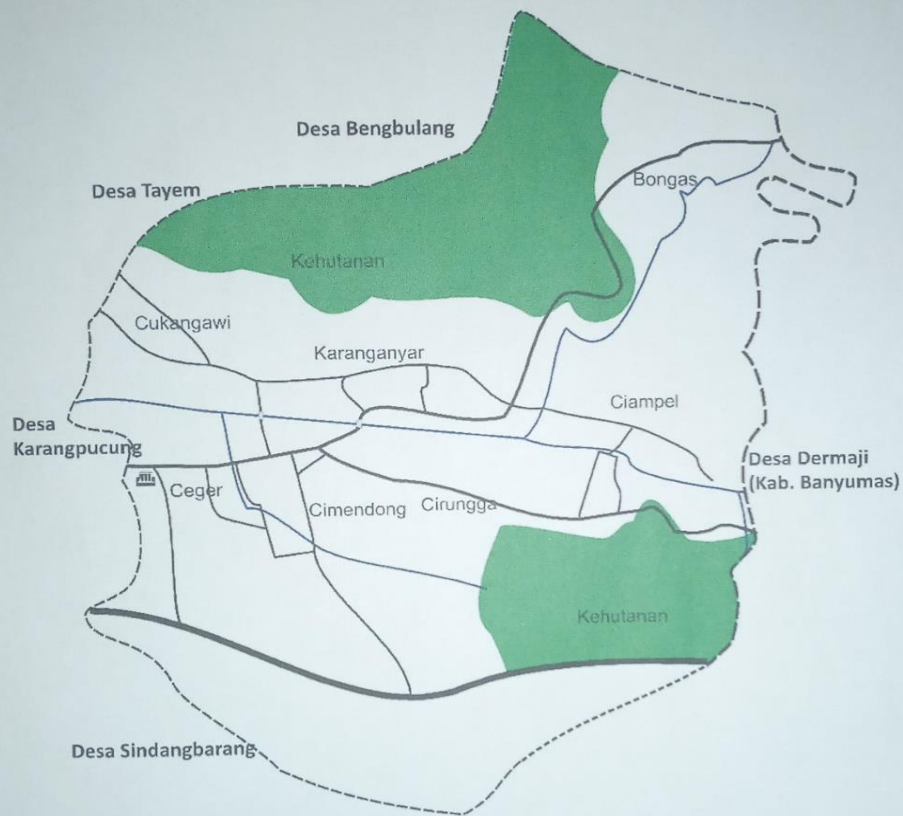 Desa Bengbulang
Desa Tayem
Bongas
Kehutanan
Cukangawi
Karanganyar
Ciampel
Desa
Karangpucung
Desa Dermaji
(Kab. Banyumas)
Ceger
Cimendong
Cirungga
Kehutanan
Desa Sindangbarang